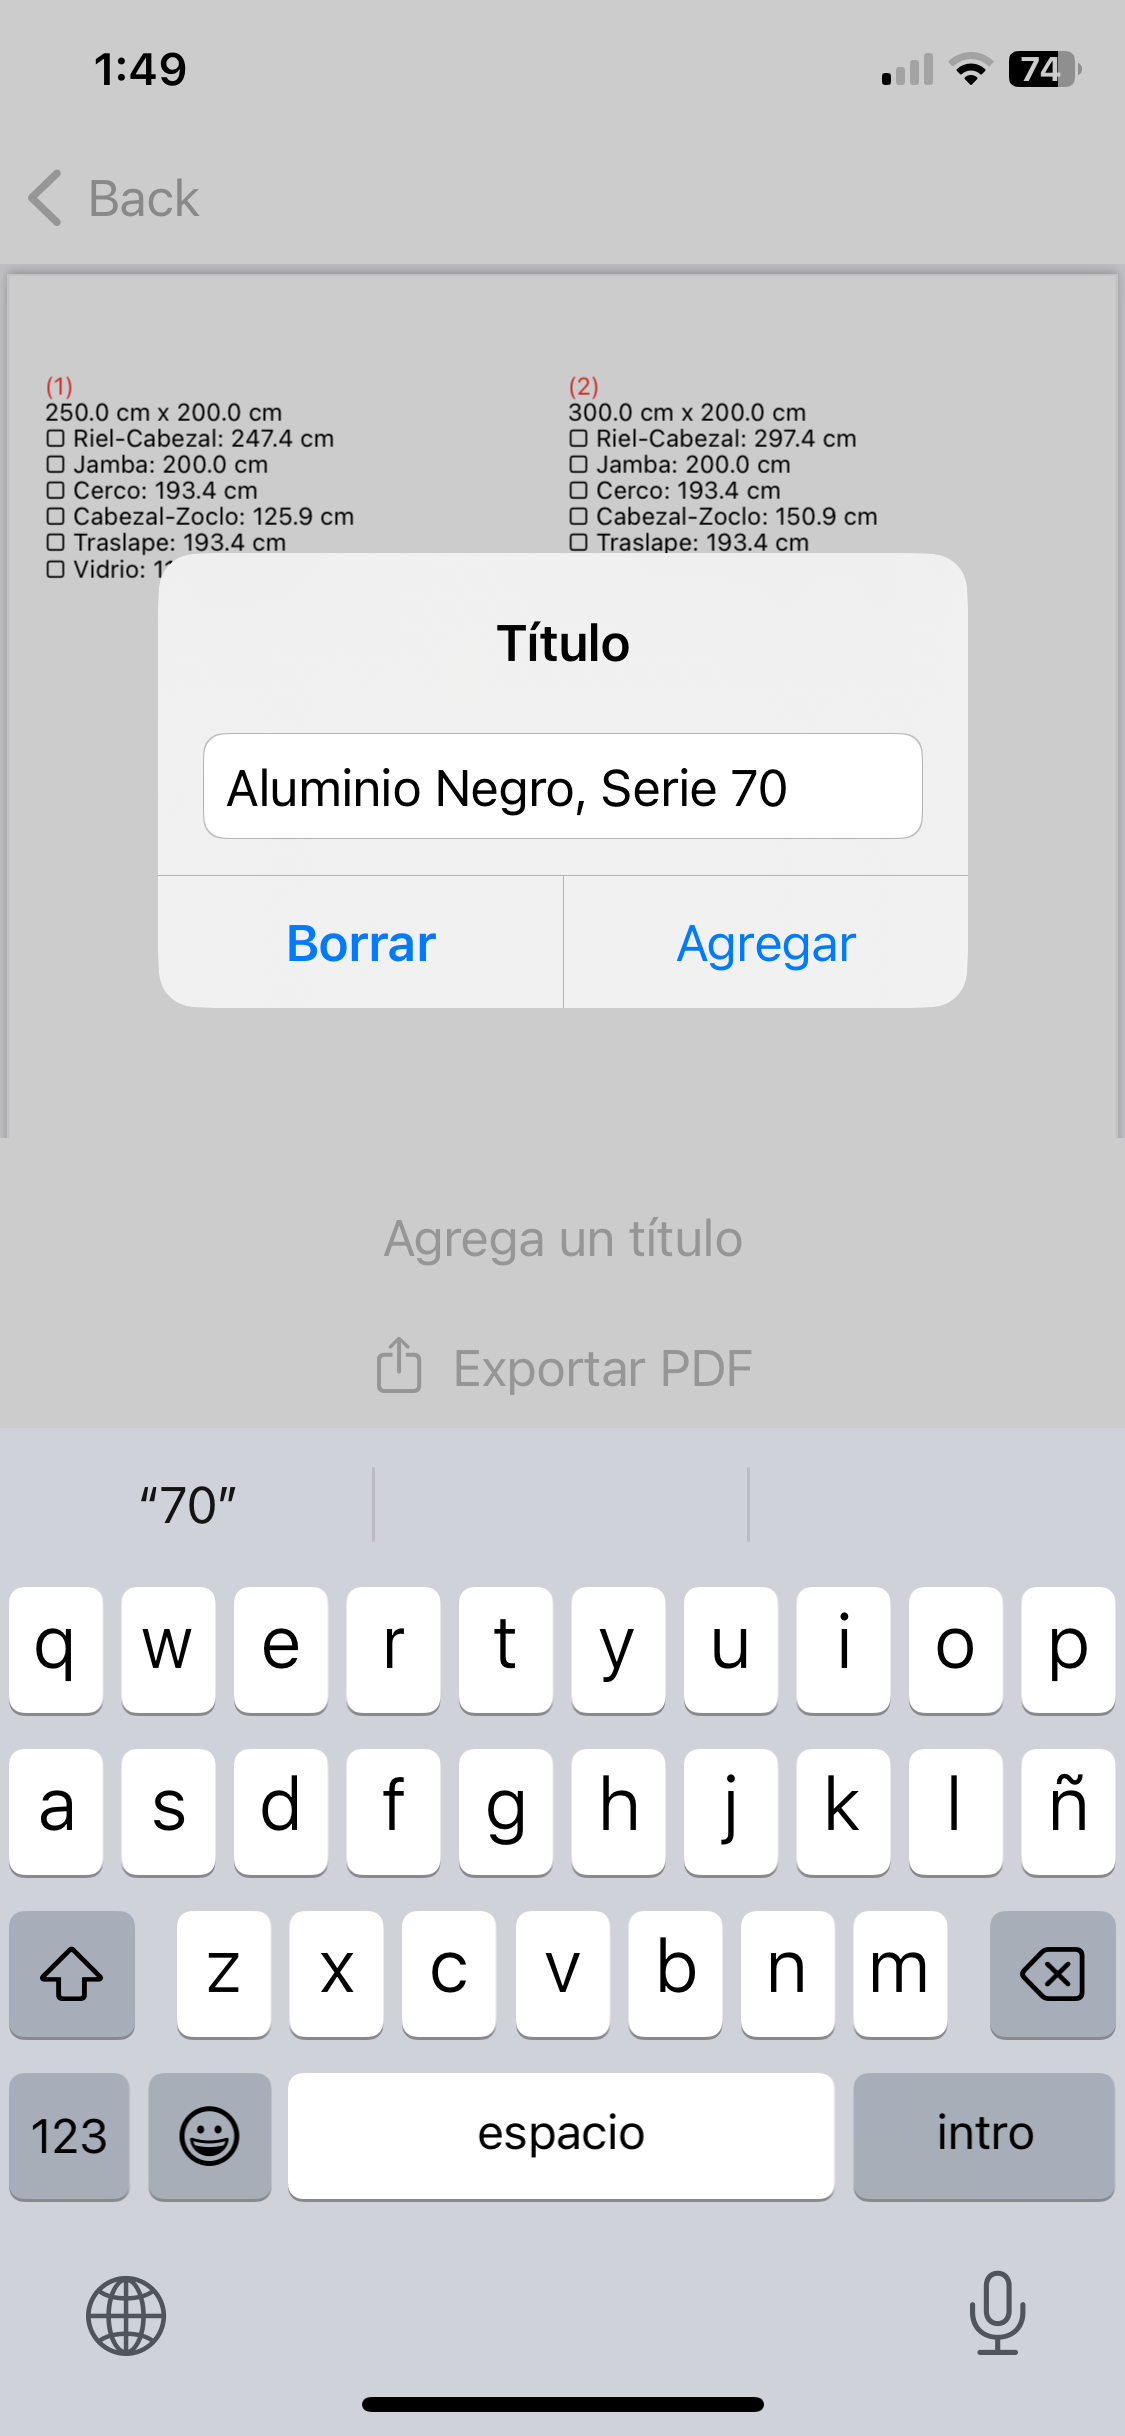 1:49
74
Back
(1)
250.0 cm x 200.0 cm
Riel-Cabezal: 247.4 cm
Jamba: 200.0 cm
Cerco: 193.4 cm
Cabezal-Zoclo: 125.9 cm
Traslape: 193.4 cm
Vidrio:
(2)
300.0 cm x 200.0 cm
Riel-Cabezal: 297.4 cm
Jamba: 200.0 cm
Cerco: 193.4 cm
Cabezal-Zoclo: 150.9 cm
Traslape: 193.4 cm
Título
Aluminio Negro, Serie 70
Borrar
Agregar
Agrega un título
Exportar PDF
“70”
q w e r t y u i o p
a s d f g h j k l ñ
z x c v b n m
123
espacio
intro